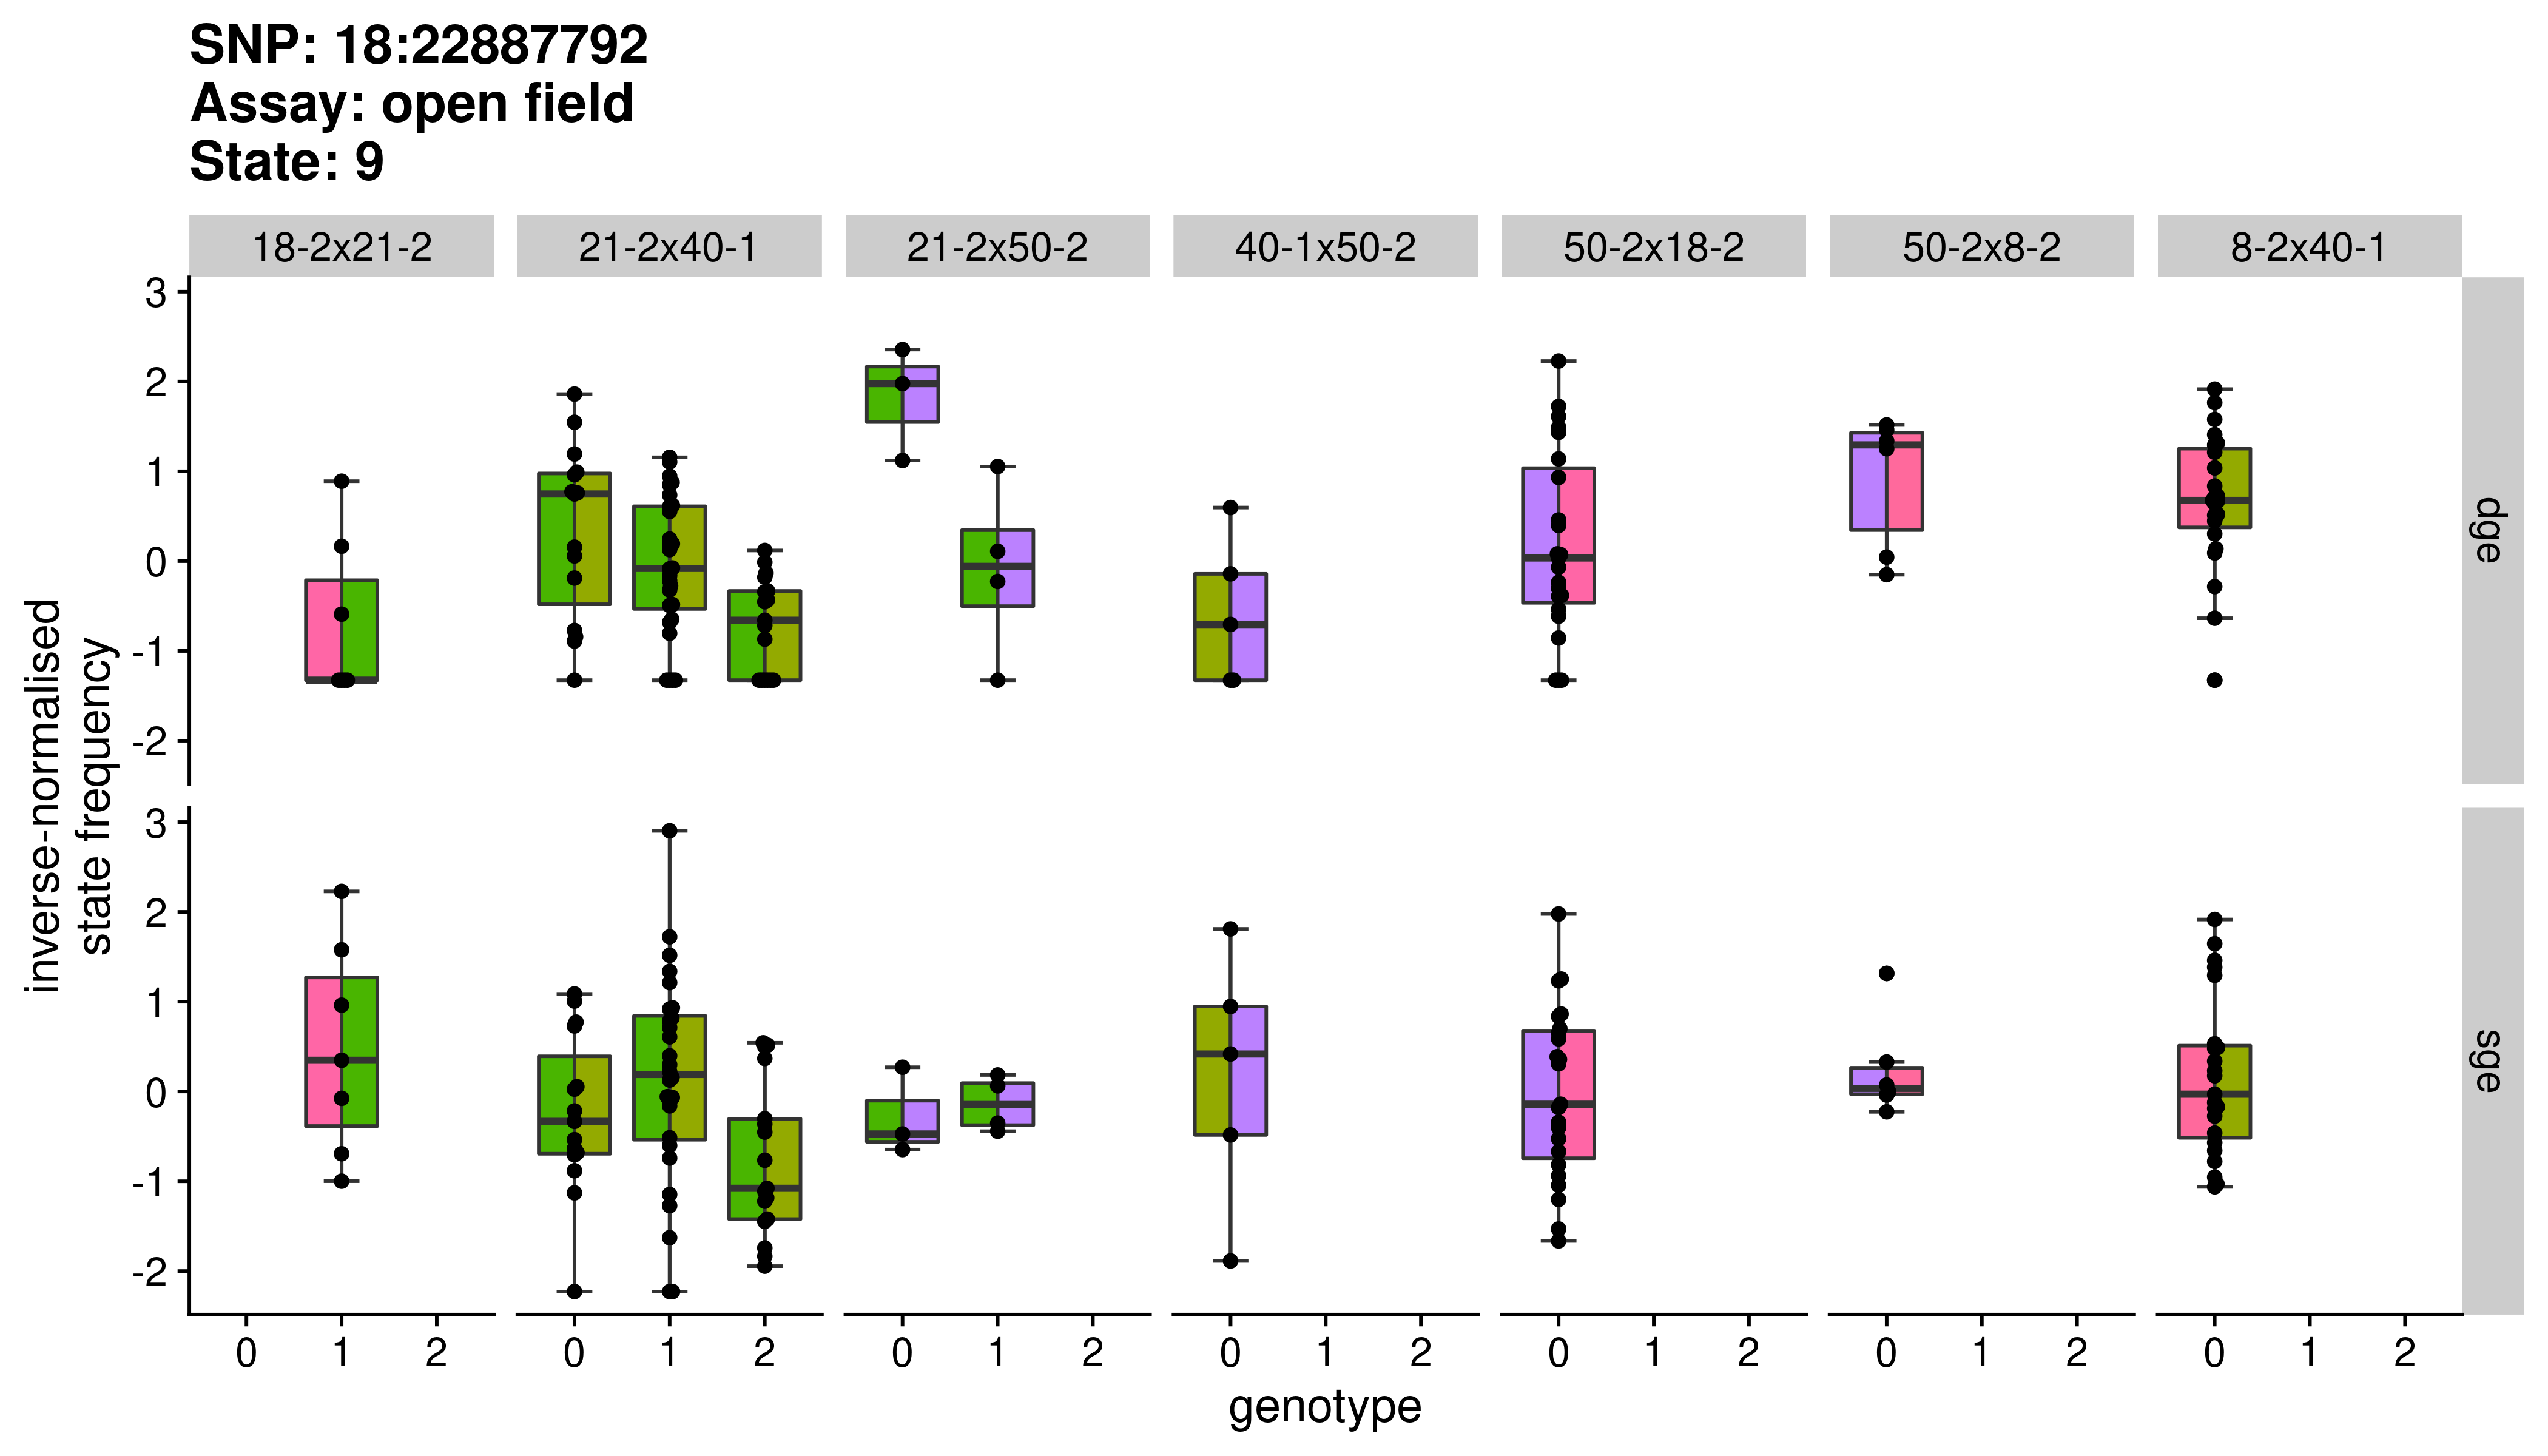 SNP: 18:22887792
Assay: open field
State: 9
18-2x21-2
21-2x40-1
21-2x50-2
40-1x50-2
50-2x18-2
50-2x8-2
8-2x40-1
3
2
1
0
-1
-2
dge
inverse-normalised
state frequency
3
2
1
0
-1
-2
sge
0 1 2
0 1 2
0 1 2
0 1 2
0 1 2
0 1 2
0 1 2
genotype